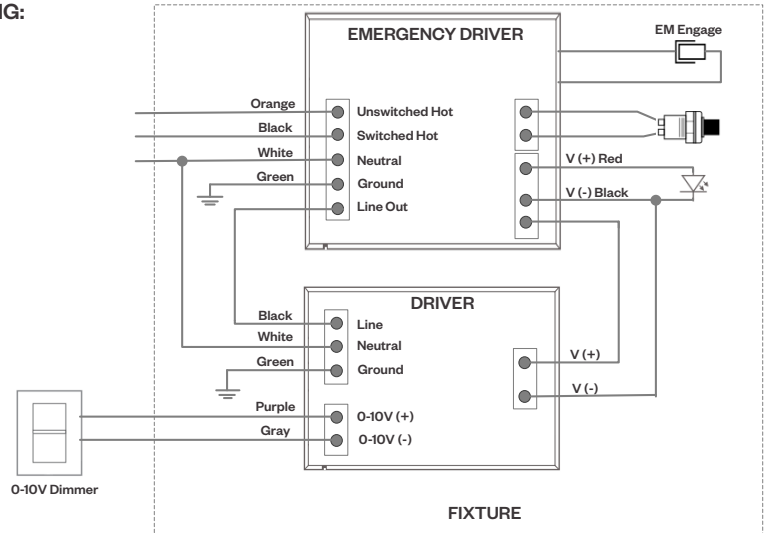 IG:
EMERGENCY DRIVER
EM Engage
Orange
Unswitched Hot
Black
Switched Hot
White
Neutral
V (+) Red
Green
Ground
V (-) Black
Line Out
DRIVER
Black
Line
White
Neutral
V (+)
Green
Ground
V (-)
Purple
0-10V (+)
Gray
0-10V (-)
0-10V Dimmer
FIXTURE